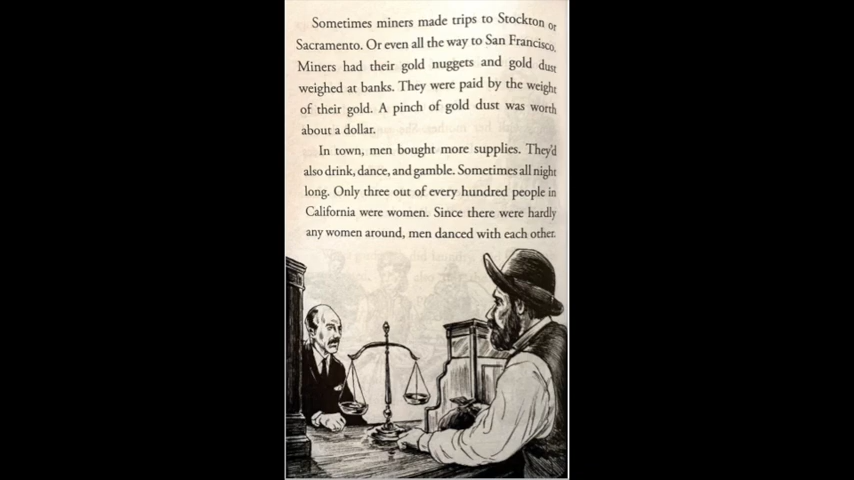 Sometimes miners made trips to Stockton or
Sacramento. Or even all the way to San Francisco.
Miners had their gold nuggets and gold dust
weighed at banks. They were paid by the weight
of their gold. A pinch of gold dust was worth
about a dollar.
In town, men bought more supplies. They'd
also drink, dance, and gamble. Sometimes all night
long. Only three out of every hundred people in
California were women. Since there were hardly
any women around, men danced with each other.